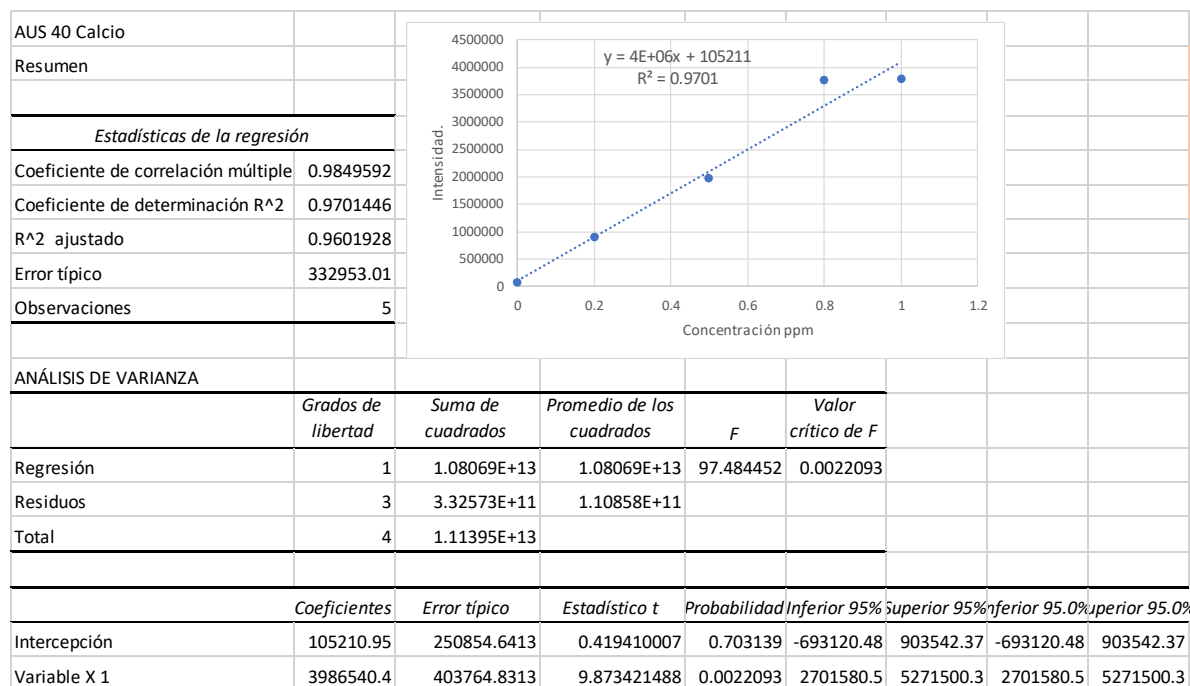 AUS 40 Calcio
Resumen
Estadísticas de la regresión
Coeficiente de correlación múltiple 0.9849592
Coeficiente de determinación R^2 0.9701446
R^2 ajustado 0.9601928
Error típico 332953.01
Observaciones 5
y = 4E+06x + 105211
R² = 0.9701
4500000
4000000
3500000
3000000
2500000
2000000
1500000
1000000
500000
0
Intensidad.
0 0.2 0.4 0.6 0.8 1 1.2
Concentración ppm
ANÁLISIS DE VARIANZA
Grados de libertad Suma de cuadrados Promedio de los cuadrados F Valor crítico de F
Regresión 1 1.08069E+13 1.08069E+13 97.484452 0.0022093
Residuos 3 3.32573E+11 1.10858E+11
Total 4 1.11395E+13
Coeficientes Error típico Estadístico t Probabilidad Inferior 95% Superior 95% nferior 95.0% uperior 95.0%
Intercepción 105210.95 250854.6413 0.419410007 0.703139 -693120.48 903542.37 -693120.48 903542.37
Variable X 1 3986540.4 403764.8313 9.873421488 0.0022093 2701580.5 5271500.3 2701580.5 5271500.3